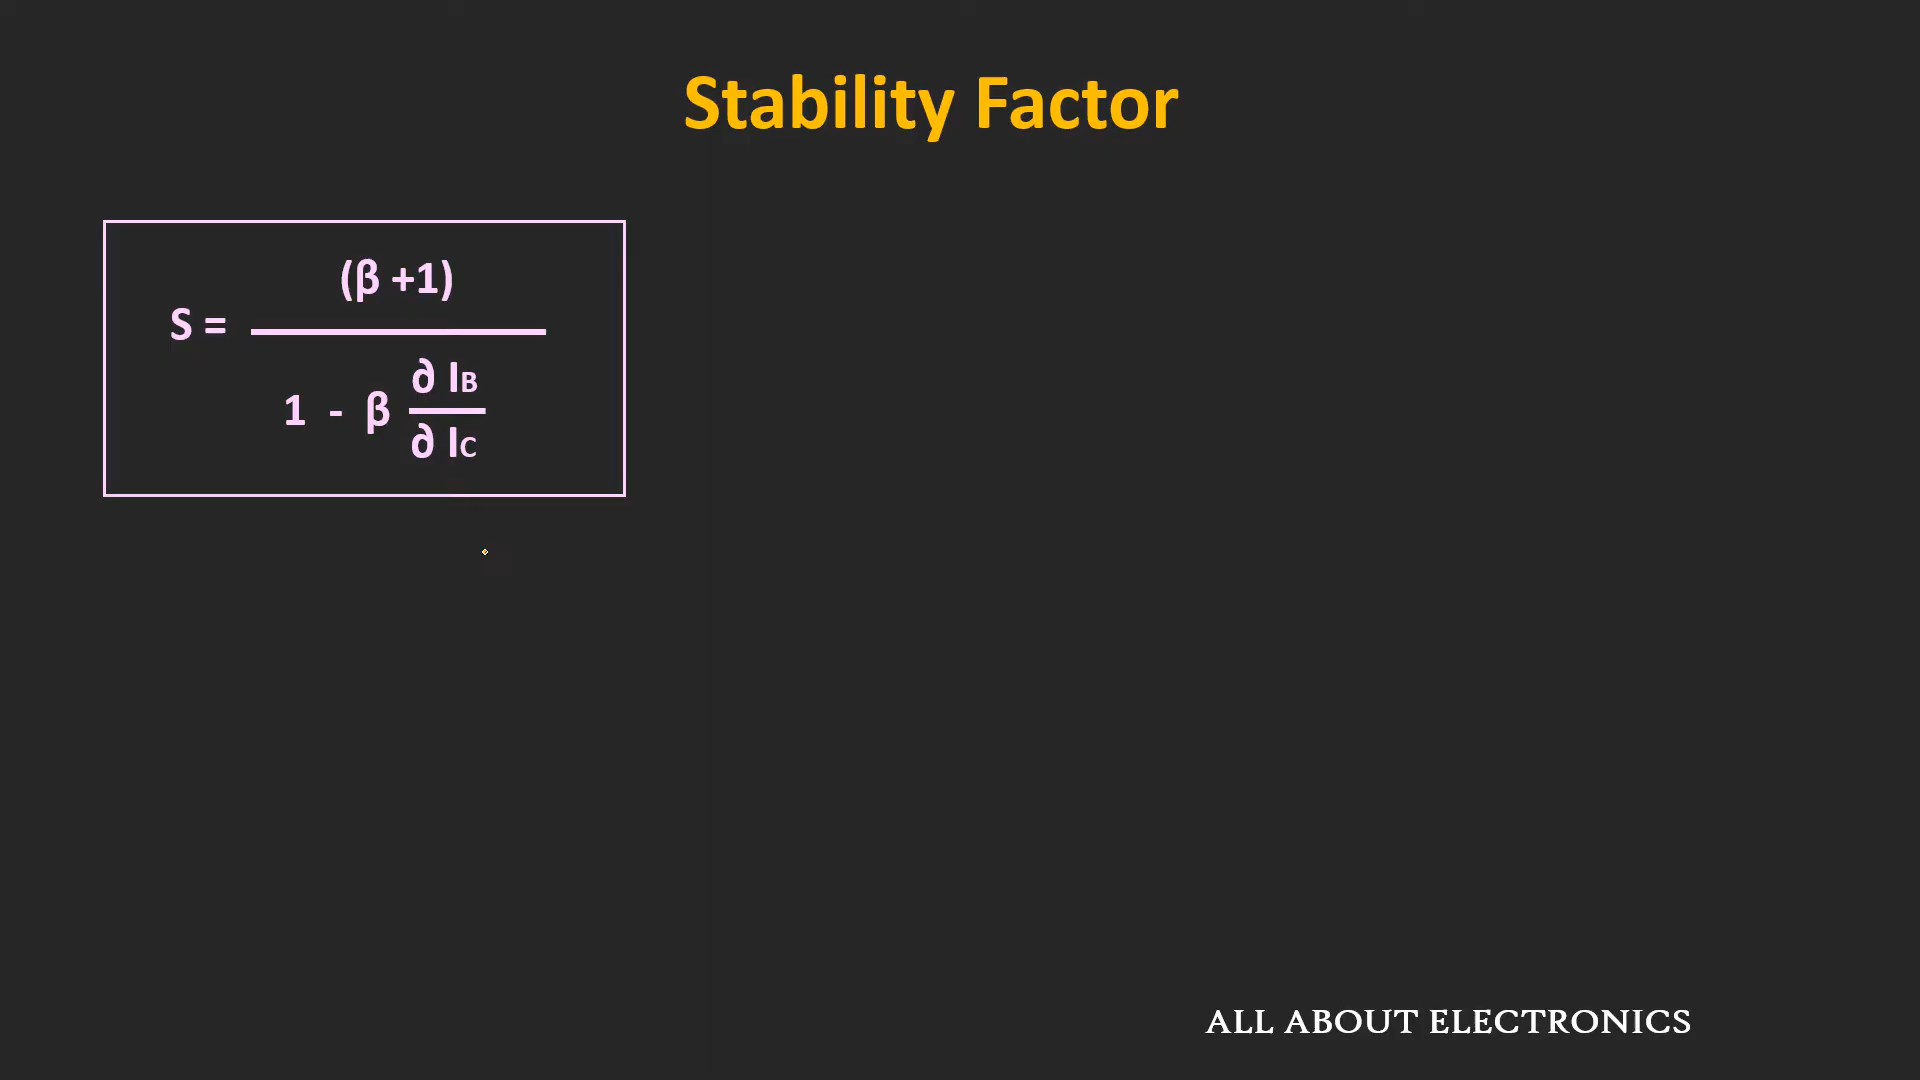 Stability Factor
(β +1)
S =
∂ IB
1 - β
∂ IC
ALL ABOUT ELECTRONICS